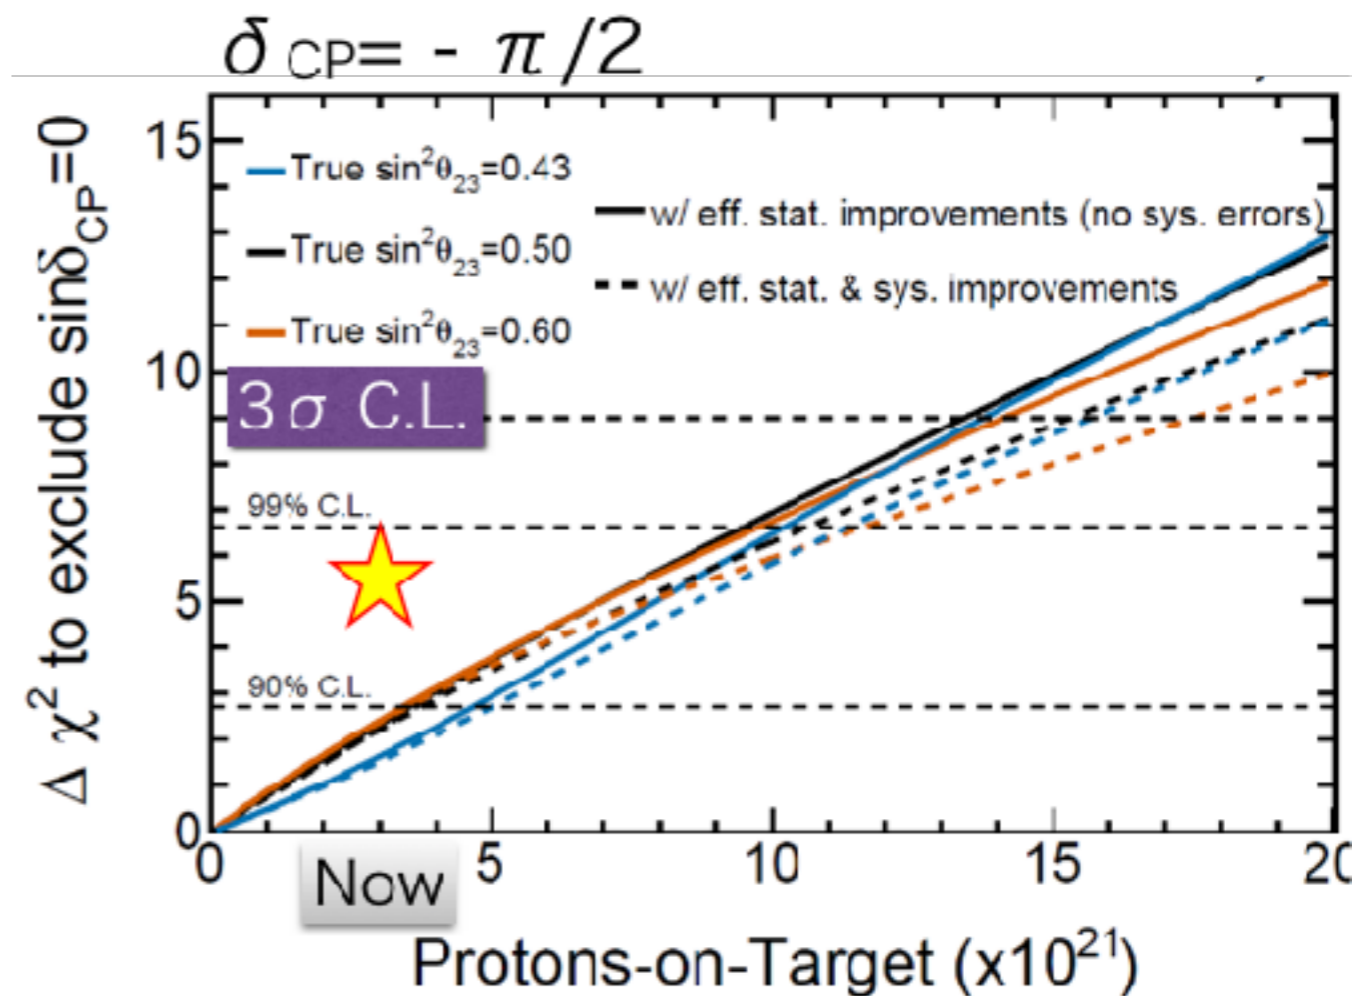 δ CP= - π /2
Δ χ² to exclude sinδ_CP=0
15
10
5
0
True sin²θ₂₃=0.43
True sin²θ₂₃=0.50
True sin²θ₂₃=0.60
w/ eff. stat. improvements (no sys. errors)
w/ eff. stat. & sys. improvements
3σ C.L.
99% C.L.
90% C.L.
0 5 10 15 20
Now
Protons-on-Target (x10²¹)